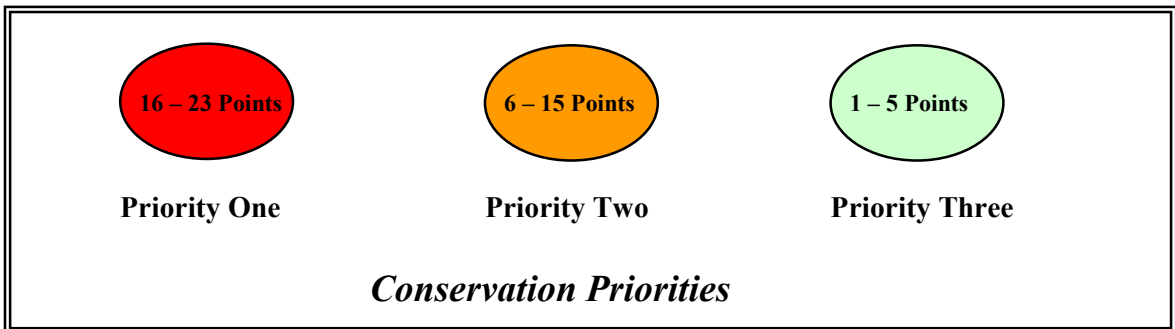 16 – 23 Points
6 – 15 Points
1 – 5 Points
Priority One
Priority Two
Priority Three
Conservation Priorities